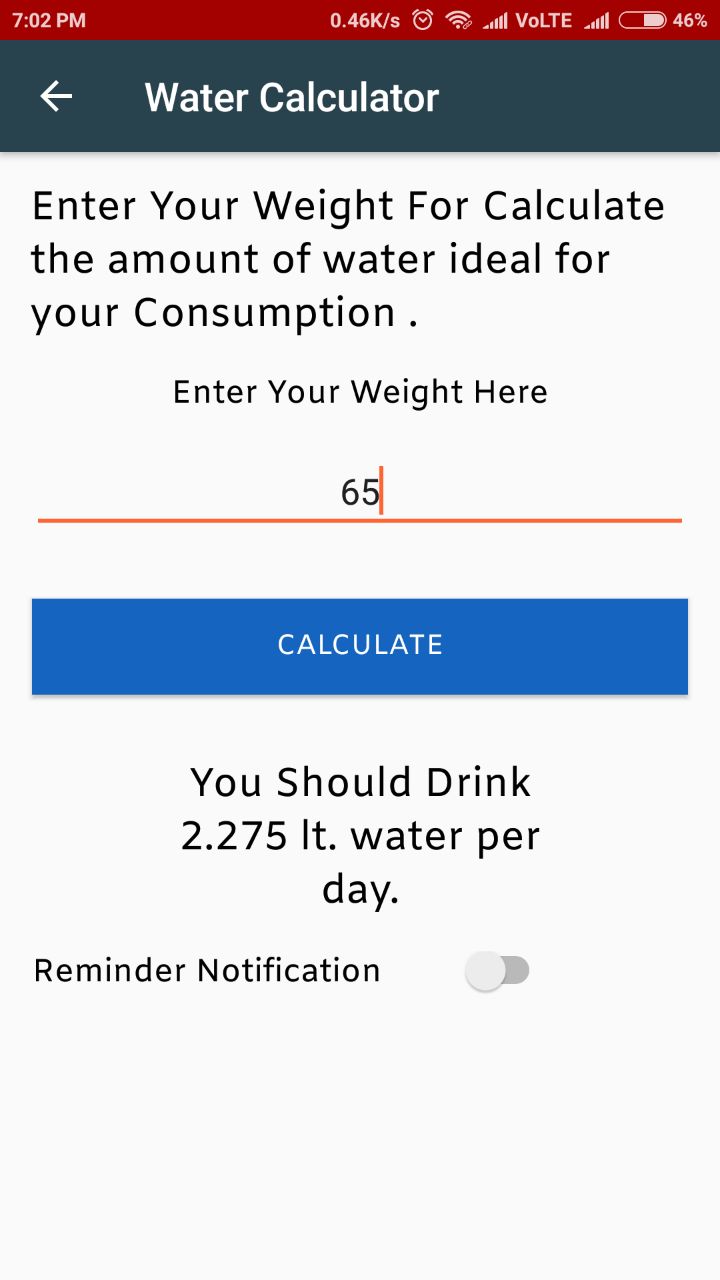 7:02 PM 0.46K/s VoLTE 46%
Water Calculator
Enter Your Weight For Calculate
the amount of water ideal for
your Consumption .
Enter Your Weight Here
65
CALCULATE
You Should Drink
2.275 lt. water per
day.
Reminder Notification